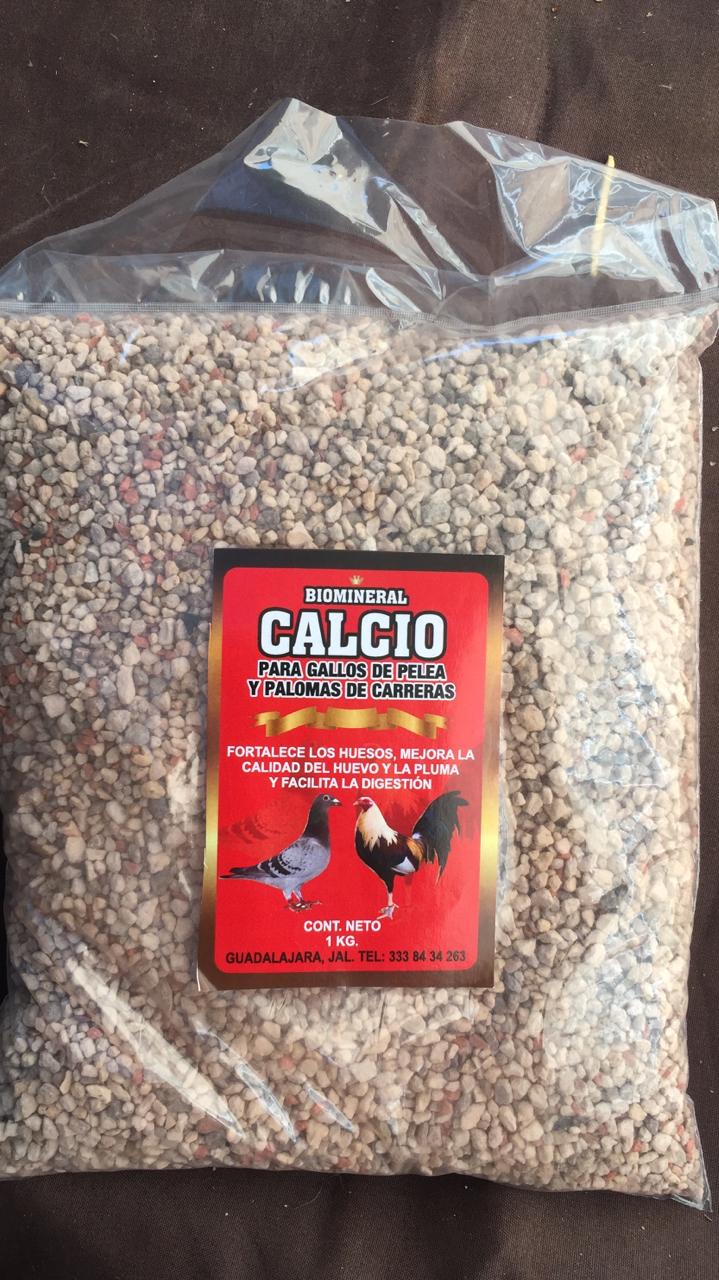 BIOMINERAL
CALCIO
PARA GALLOS DE PELEA
Y PALOMAS DE CARRERAS
FORTALECE LOS HUESOS, MEJORA LA
CALIDAD DEL HUEVO Y LA PLUMA
Y FACILITA LA DIGESTIÓN
CONT. NETO
1 KG.
GUADALAJARA, JAL. TEL: 333 84 34 263